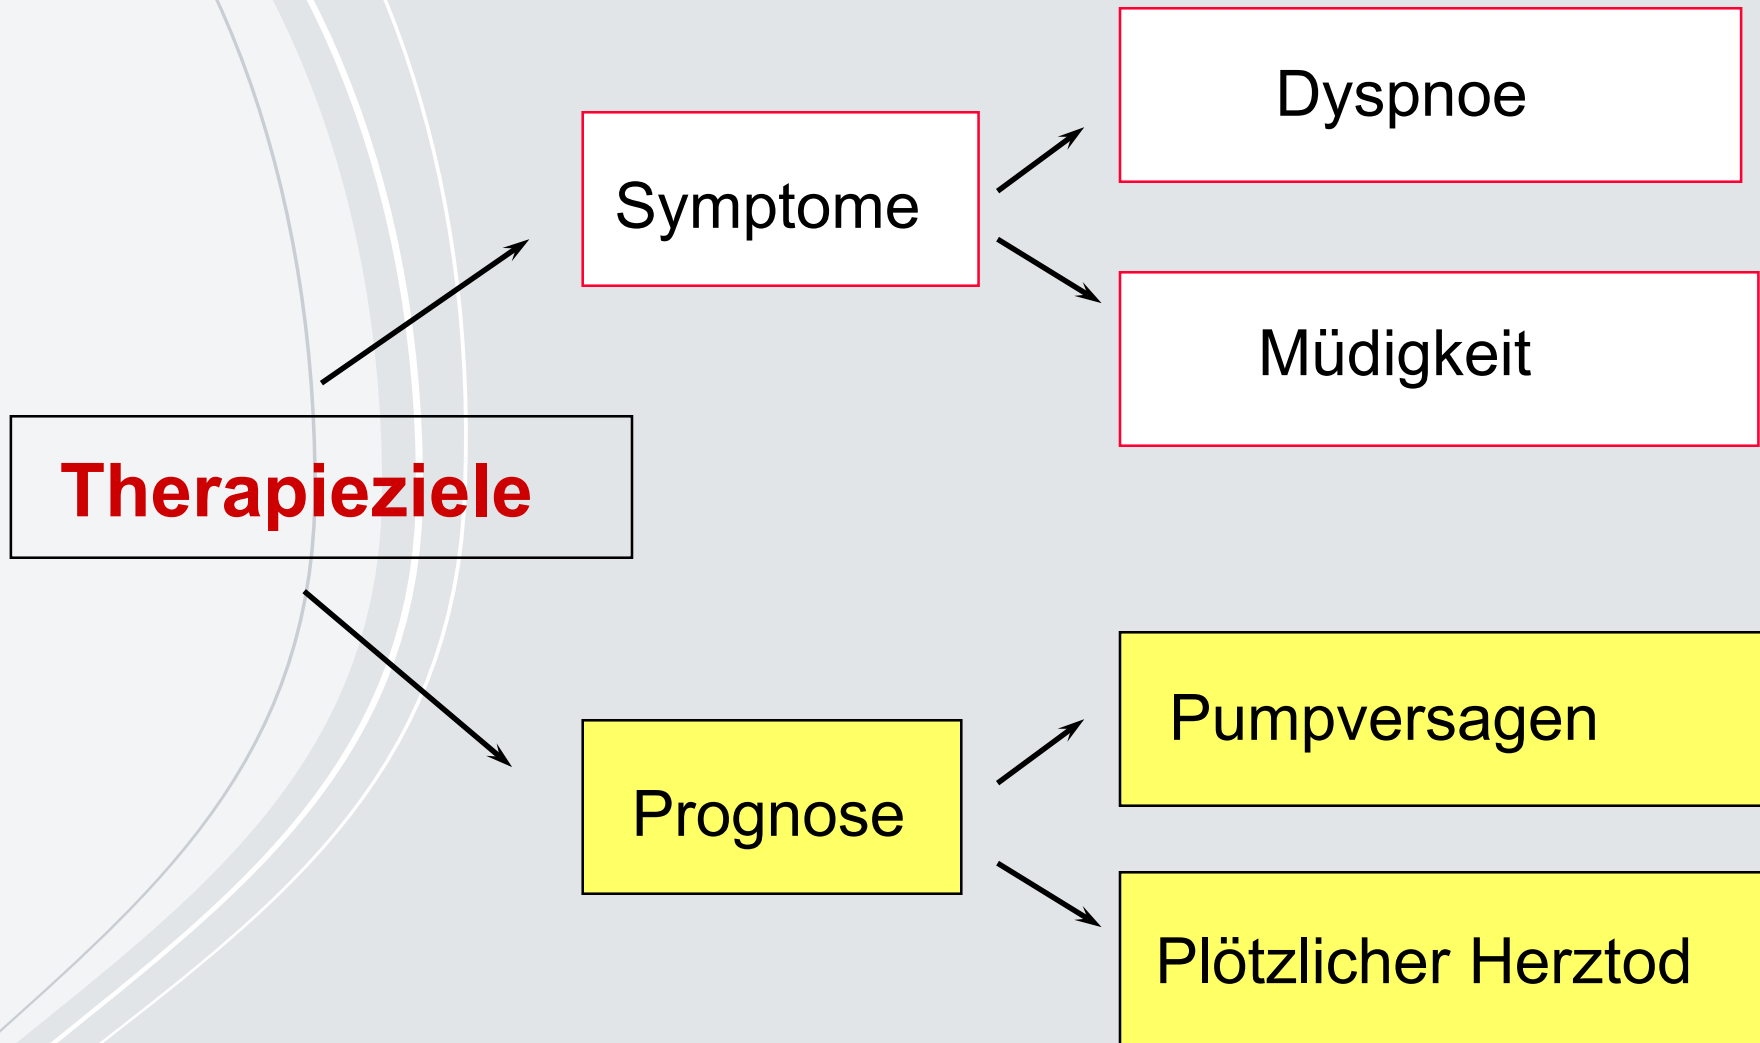 Dyspnoe
Symptome
Müdigkeit
Therapieziele
Pumpversagen
Prognose
Plötzlicher Herztod